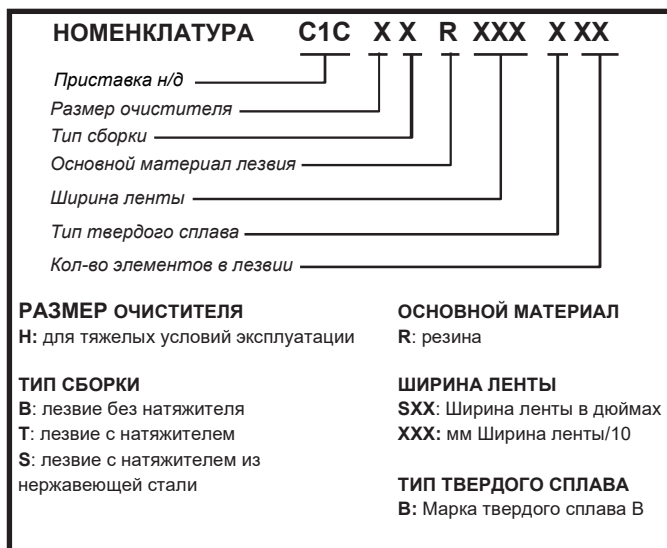 НОМЕНКЛАТУРА C1C X X R XXX X XX
Приставка н/д
Размер очистителя
Тип сборки
Основной материал лезвия
Ширина ленты
Тип твердого сплава
Кол-во элементов в лезвии
РАЗМЕР ОЧИСТИТЕЛЯ
H: для тяжелых условий эксплуатации
ТИП СБОРКИ
B: лезвие без натяжителя
T: лезвие с натяжителем
S: лезвие с натяжителем из
нержавеющей стали
ОСНОВНОЙ МАТЕРИАЛ
R: резина
ШИРИНА ЛЕНТЫ
SXX: Ширина ленты в дюймах
XXX: мм Ширина ленты/10
ТИП ТВЕРДОГО СПЛАВА
B: Марка твердого сплава B